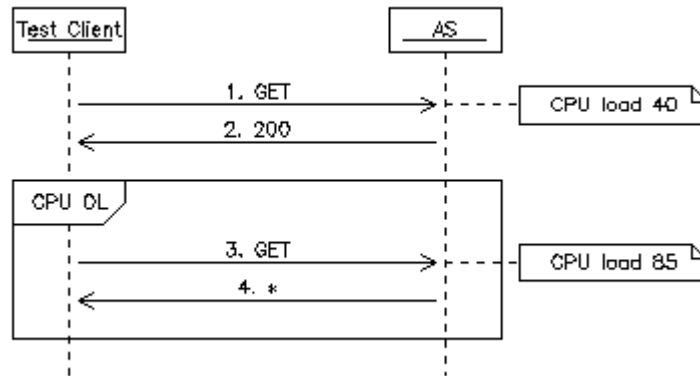 Test Client
AS
1. GET
CPU load 40
2. 200
CPU OL
3. GET
CPU load 85
4. *